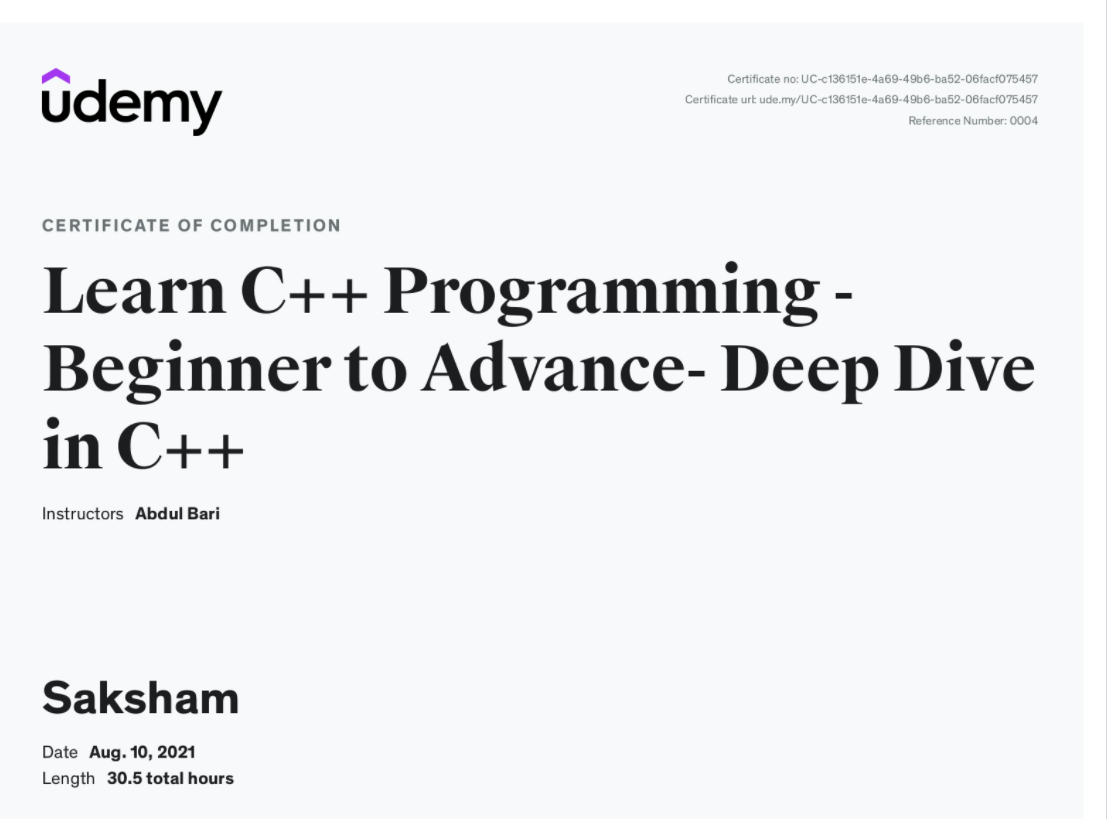 udemy
Certificate no: UC-c136151e-4a69-49b6-ba52-06facf075457
Certificate url: ude.my/UC-c136151e-4a69-49b6-ba52-06facf075457
Reference Number: 0004
CERTIFICATE OF COMPLETION
Learn C++ Programming -
Beginner to Advance- Deep Dive
in C++
Instructors Abdul Bari
Saksham
Date Aug. 10, 2021
Length 30.5 total hours